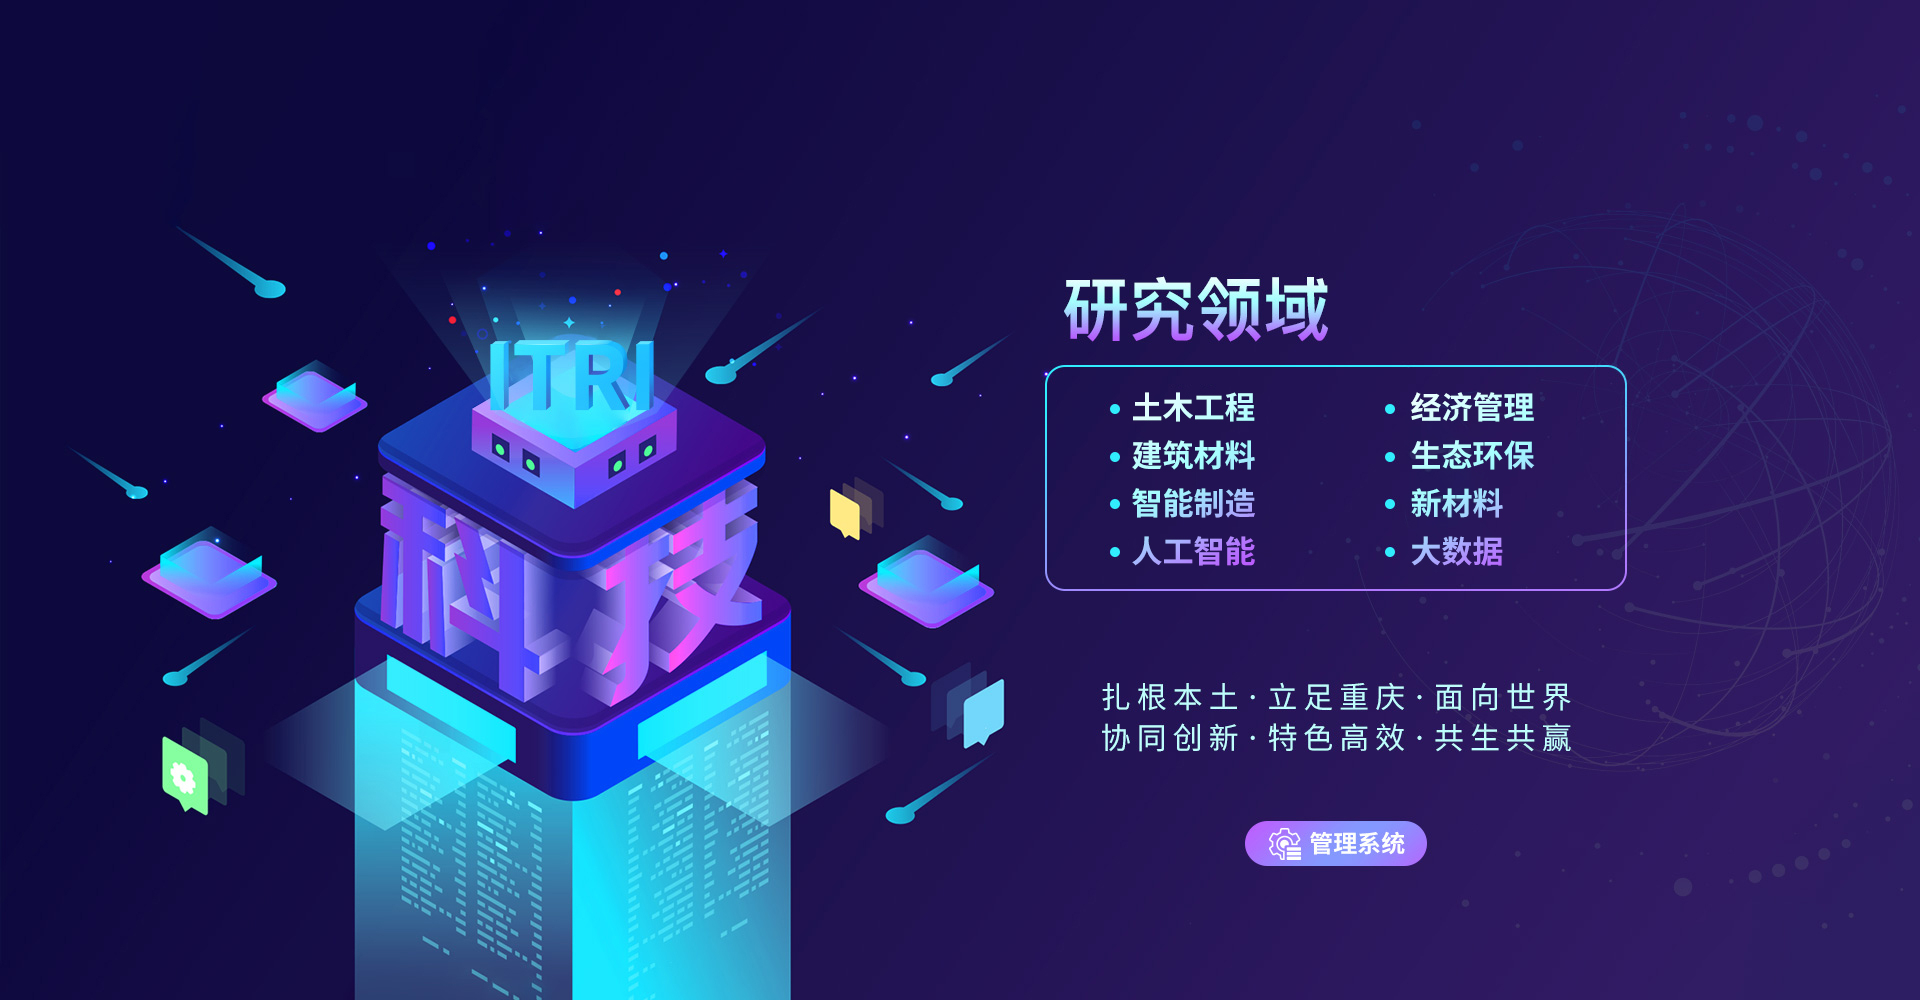 ITRI
科技
研究领域
土木工程
经济管理
建筑材料
生态环保
智能制造
新材料
人工智能
大数据
扎根本土·立足重庆·面向世界
协同创新·特色高效·共生共赢
管理系统